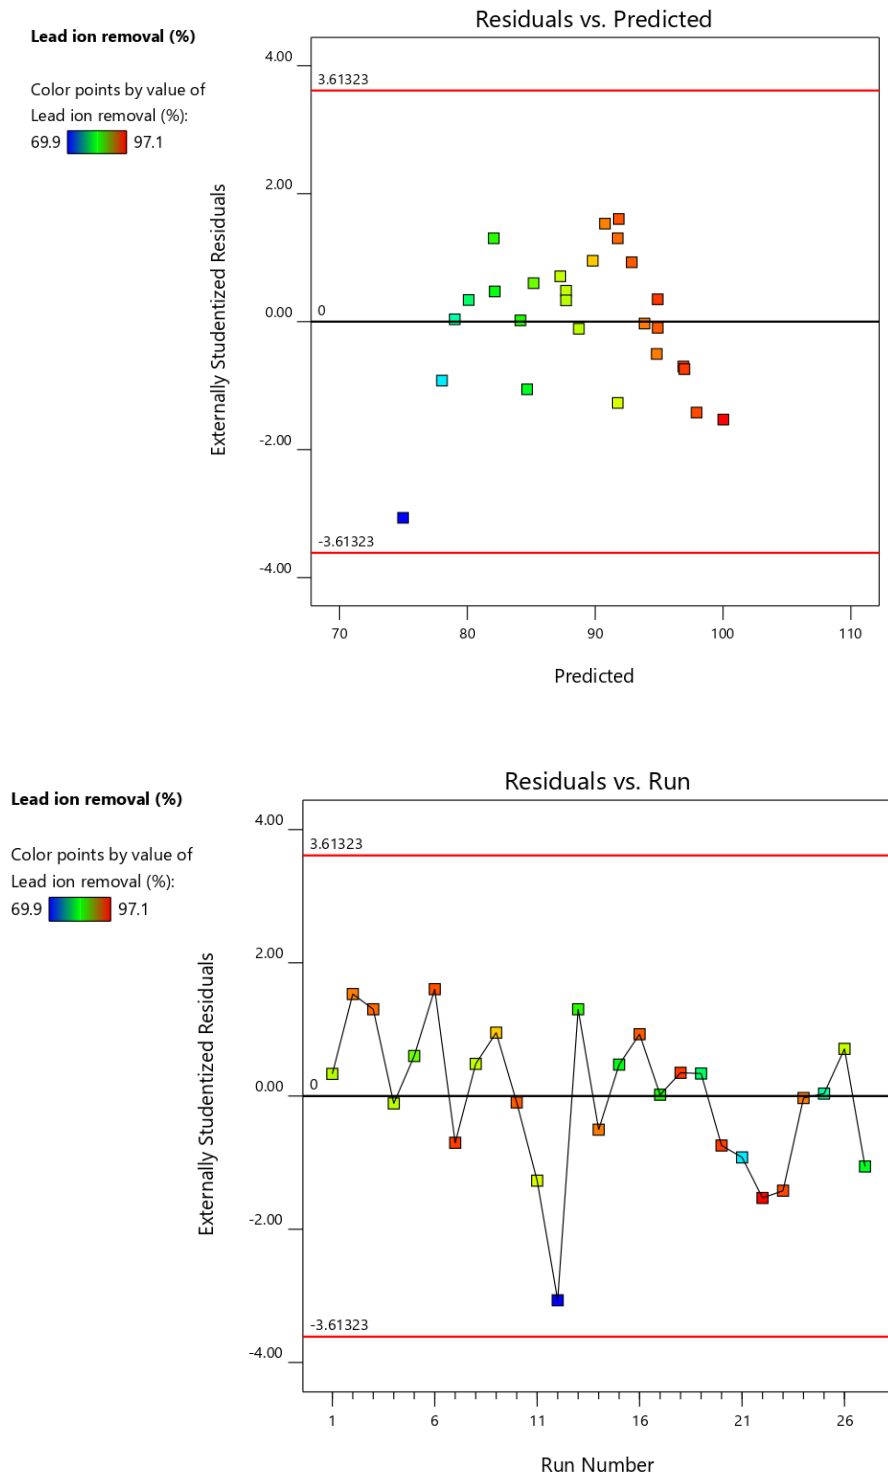 Residuals vs. Predicted
Lead ion removal (%)
Color points by value of
Lead ion removal (%):
69.9 97.1
4.00
3.61323
2.00
0.00
0
-2.00
-3.61323
-4.00
Externally Studentized Residuals
70 80 90 100 110
Predicted
Residuals vs. Run
Lead ion removal (%)
Color points by value of
Lead ion removal (%):
69.9 97.1
4.00
3.61323
2.00
0.00
0
-2.00
-3.61323
-4.00
Externally Studentized Residuals
1 6 11 16 21 26
Run Number